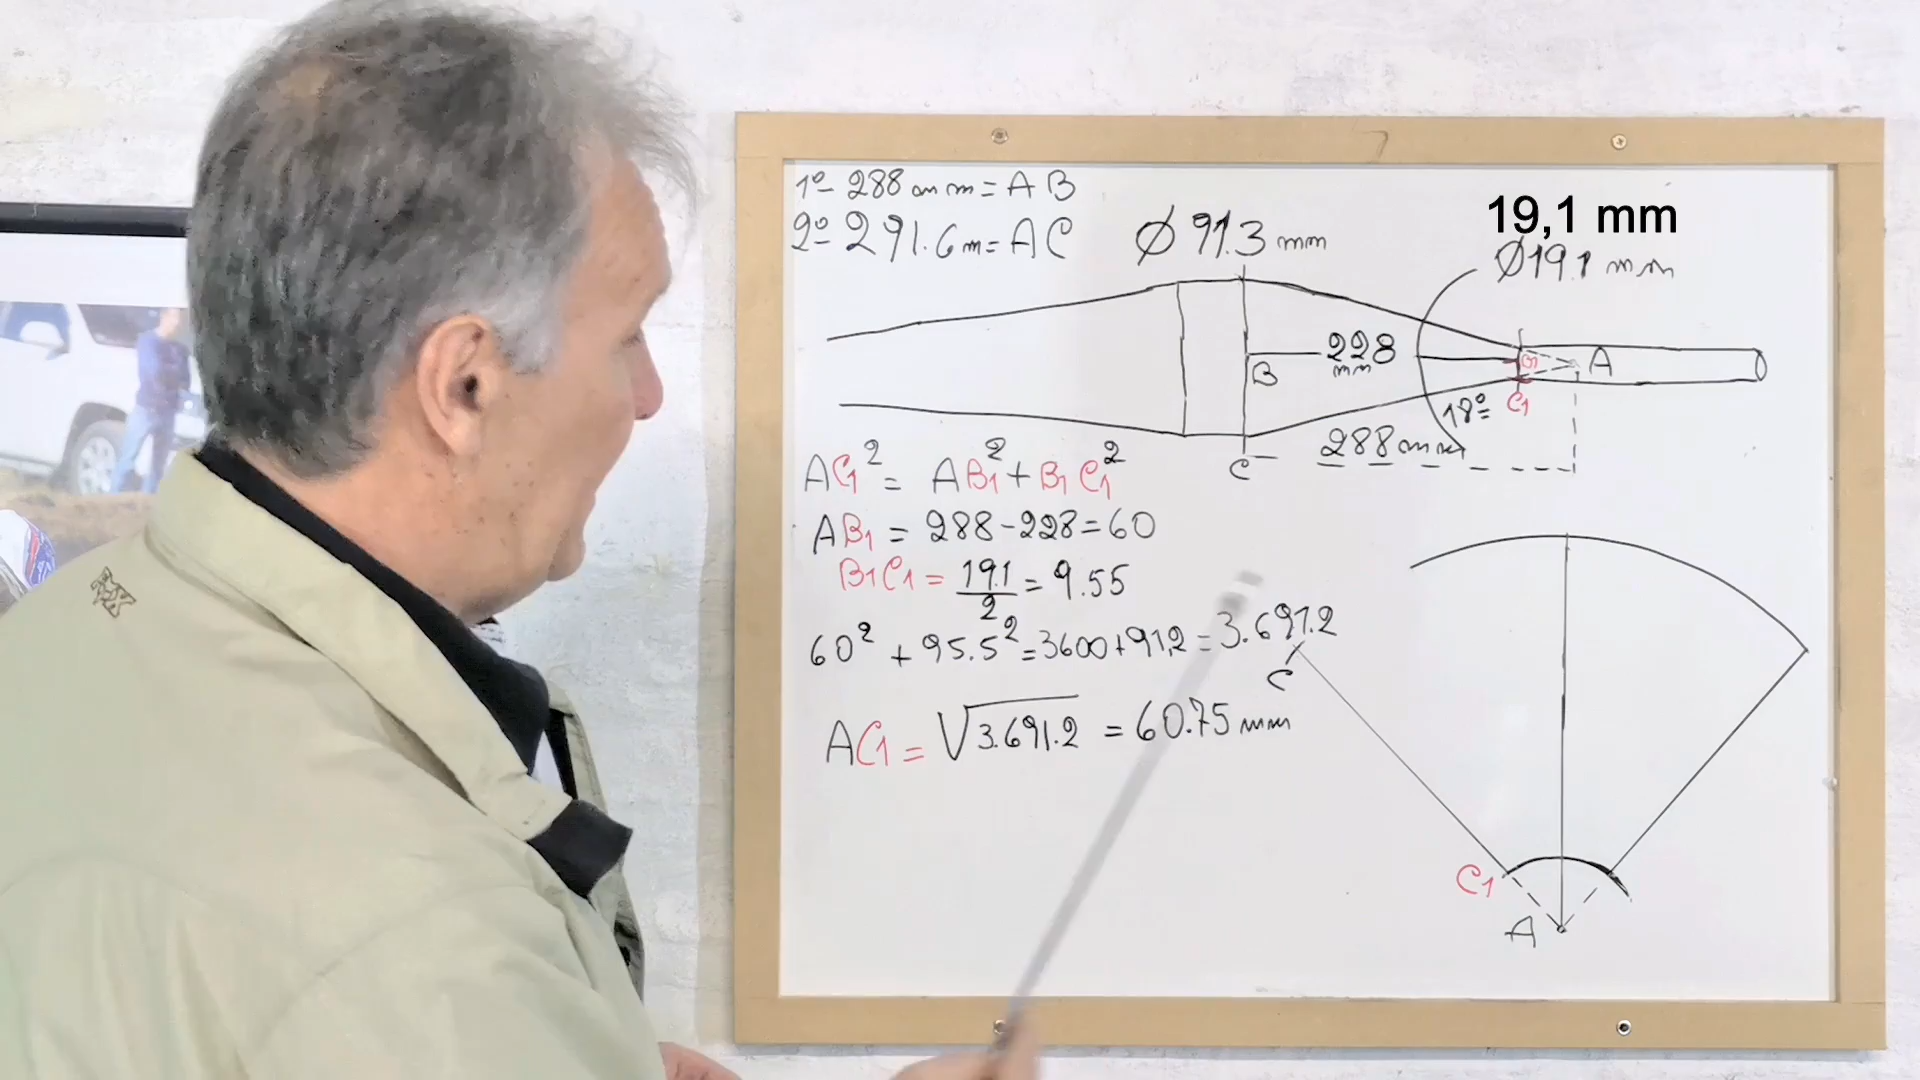 1º- 288 mm = AB
2º- 291.6 m = AC
Ø 91.3 mm
19,1 mm
Ø19.1 mm
228
mm
B
B1
A
C1
18º
288 mm
C
AC1² = AB1² + B1C1²
AB1 = 288-228=60
B1C1 = 19.1/2 = 9.55
60² + 95.5² = 3600+91,2 = 3.691.2
C
AC1 = √3.691.2 = 60.75 mm
C1
A